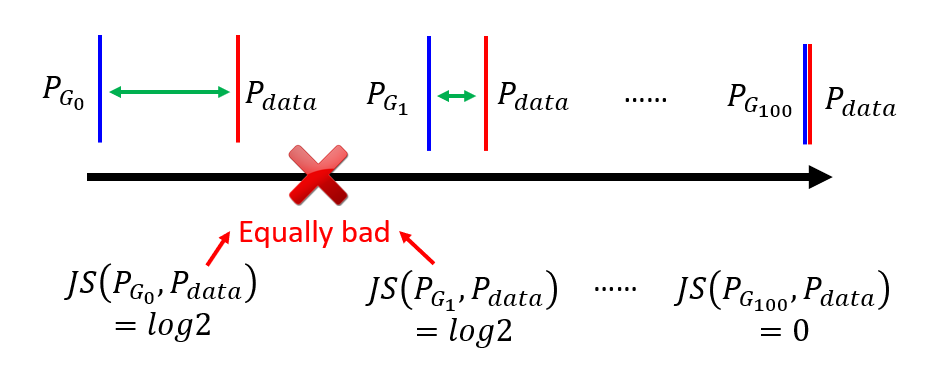 P_{G_0} P_{data} P_{G_1} P_{data} …… P_{G_{100}} P_{data}
Equally bad
JS(P_{G_0}, P_{data}) JS(P_{G_1}, P_{data}) …… JS(P_{G_{100}}, P_{data})
= log2 = log2 = 0